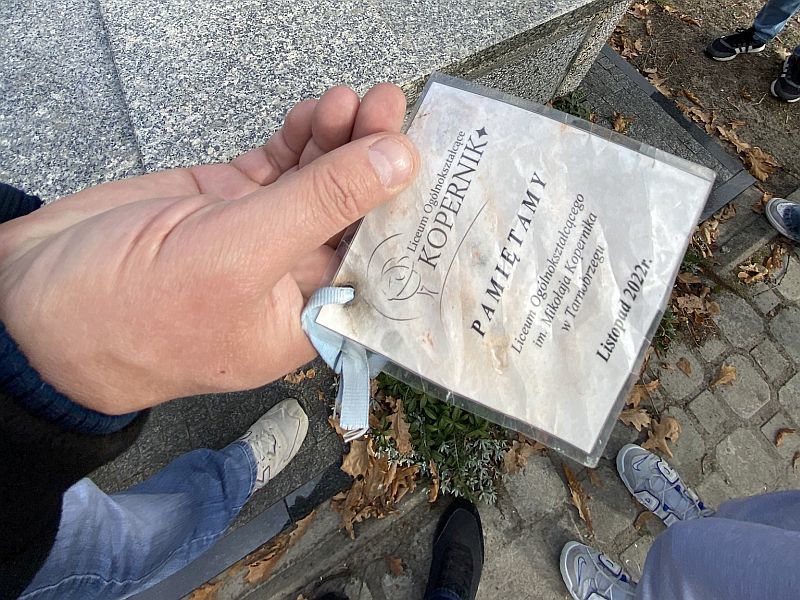 Liceum Ogólnokształcące
KOPERNIK
PAMIĘTAMY
Liceum Ogólnokształcącego
im. Mikołaja Kopernika
w Tarnobrzegu
Listopad 2022r.